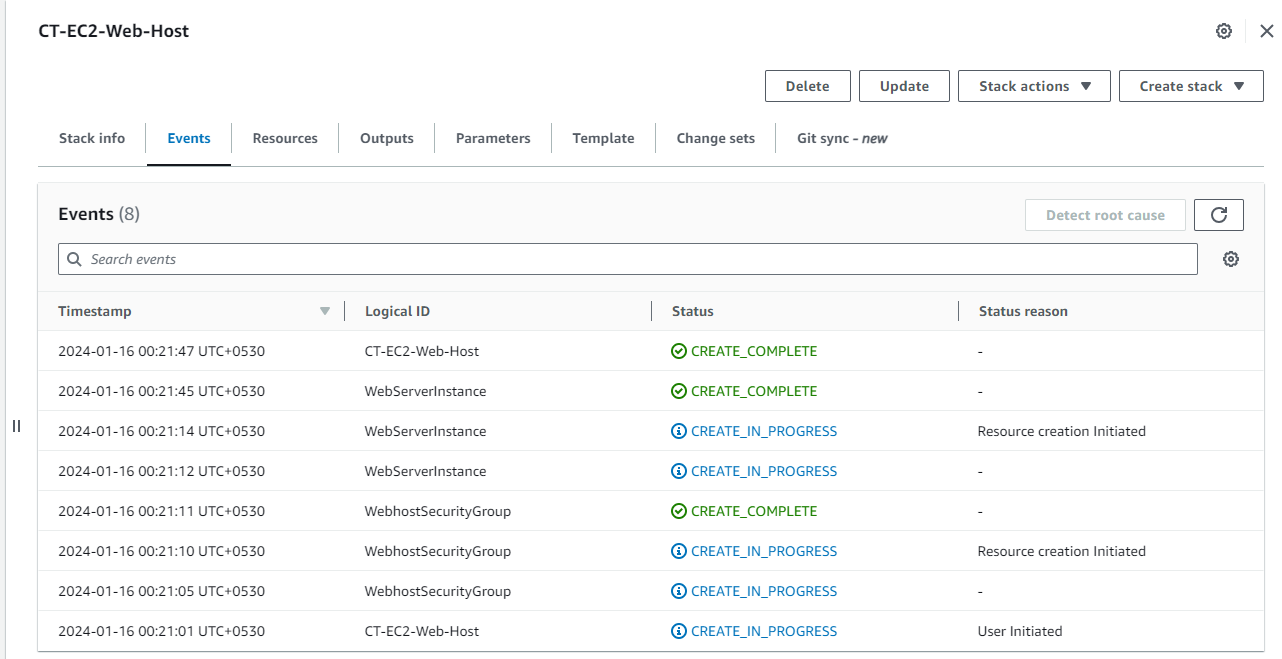 CT-EC2-Web-Host
Delete Update Stack actions Create stack
Stack info Events Resources Outputs Parameters Template Change sets Git sync - new
Events (8) Detect root cause
Search events
Timestamp Logical ID Status Status reason
2024-01-16 00:21:47 UTC+0530 CT-EC2-Web-Host CREATE_COMPLETE -
2024-01-16 00:21:45 UTC+0530 WebServerInstance CREATE_COMPLETE -
2024-01-16 00:21:14 UTC+0530 WebServerInstance CREATE_IN_PROGRESS Resource creation Initiated
2024-01-16 00:21:12 UTC+0530 WebServerInstance CREATE_IN_PROGRESS -
2024-01-16 00:21:11 UTC+0530 WebhostSecurityGroup CREATE_COMPLETE -
2024-01-16 00:21:10 UTC+0530 WebhostSecurityGroup CREATE_IN_PROGRESS Resource creation Initiated
2024-01-16 00:21:05 UTC+0530 WebhostSecurityGroup CREATE_IN_PROGRESS -
2024-01-16 00:21:01 UTC+0530 CT-EC2-Web-Host CREATE_IN_PROGRESS User Initiated